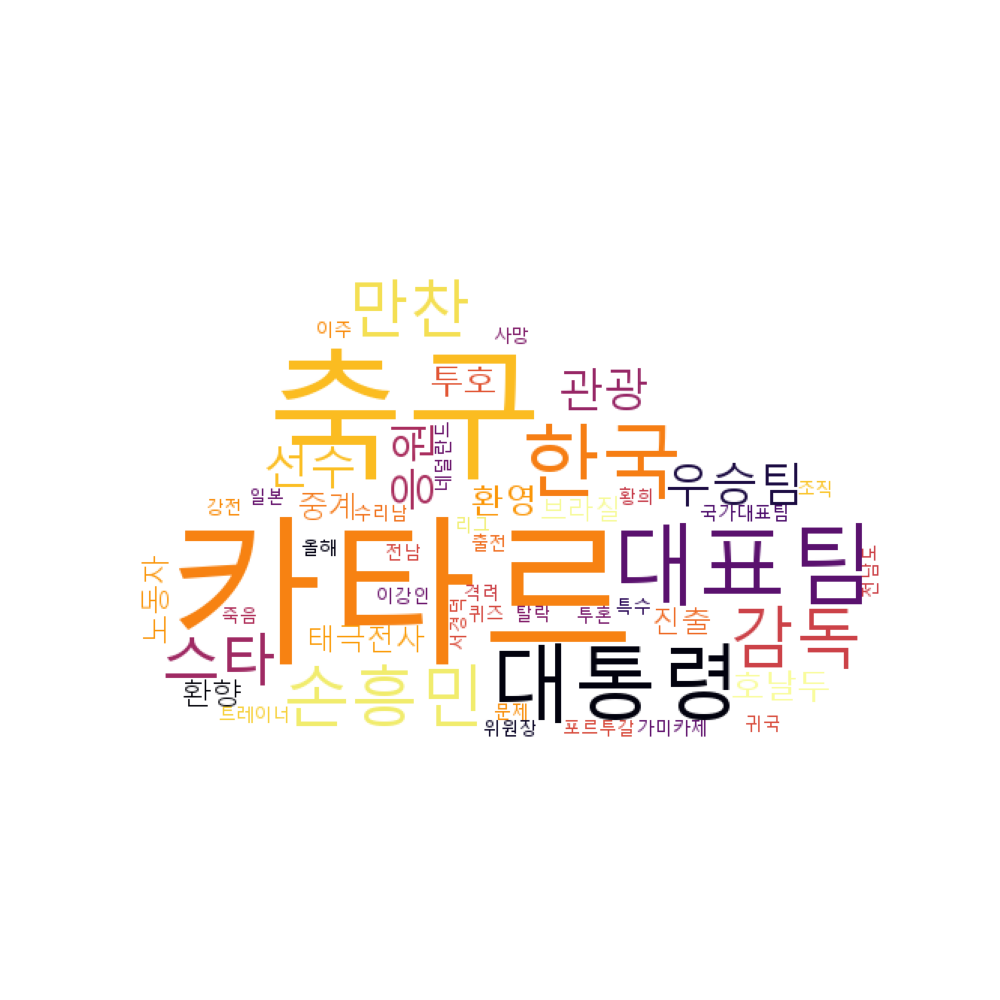 만찬
이주
사망
축구
투호
관광
선수
응원
네덜란드
한국
우승팀
조직
강전
일본
중계
수리남
환영
브라질
황희
국가대표팀
리그
올해
전남
출전
카타르
대표팀
전남도
노동자
죽음
이강인
격려
퀴즈
서경덕
탈락
투혼
특수
진출
감독
태극전사
스타
환향
손흥민
대통령
호날두
트레이너
문제
위원장
포르투갈
가미카제
귀국